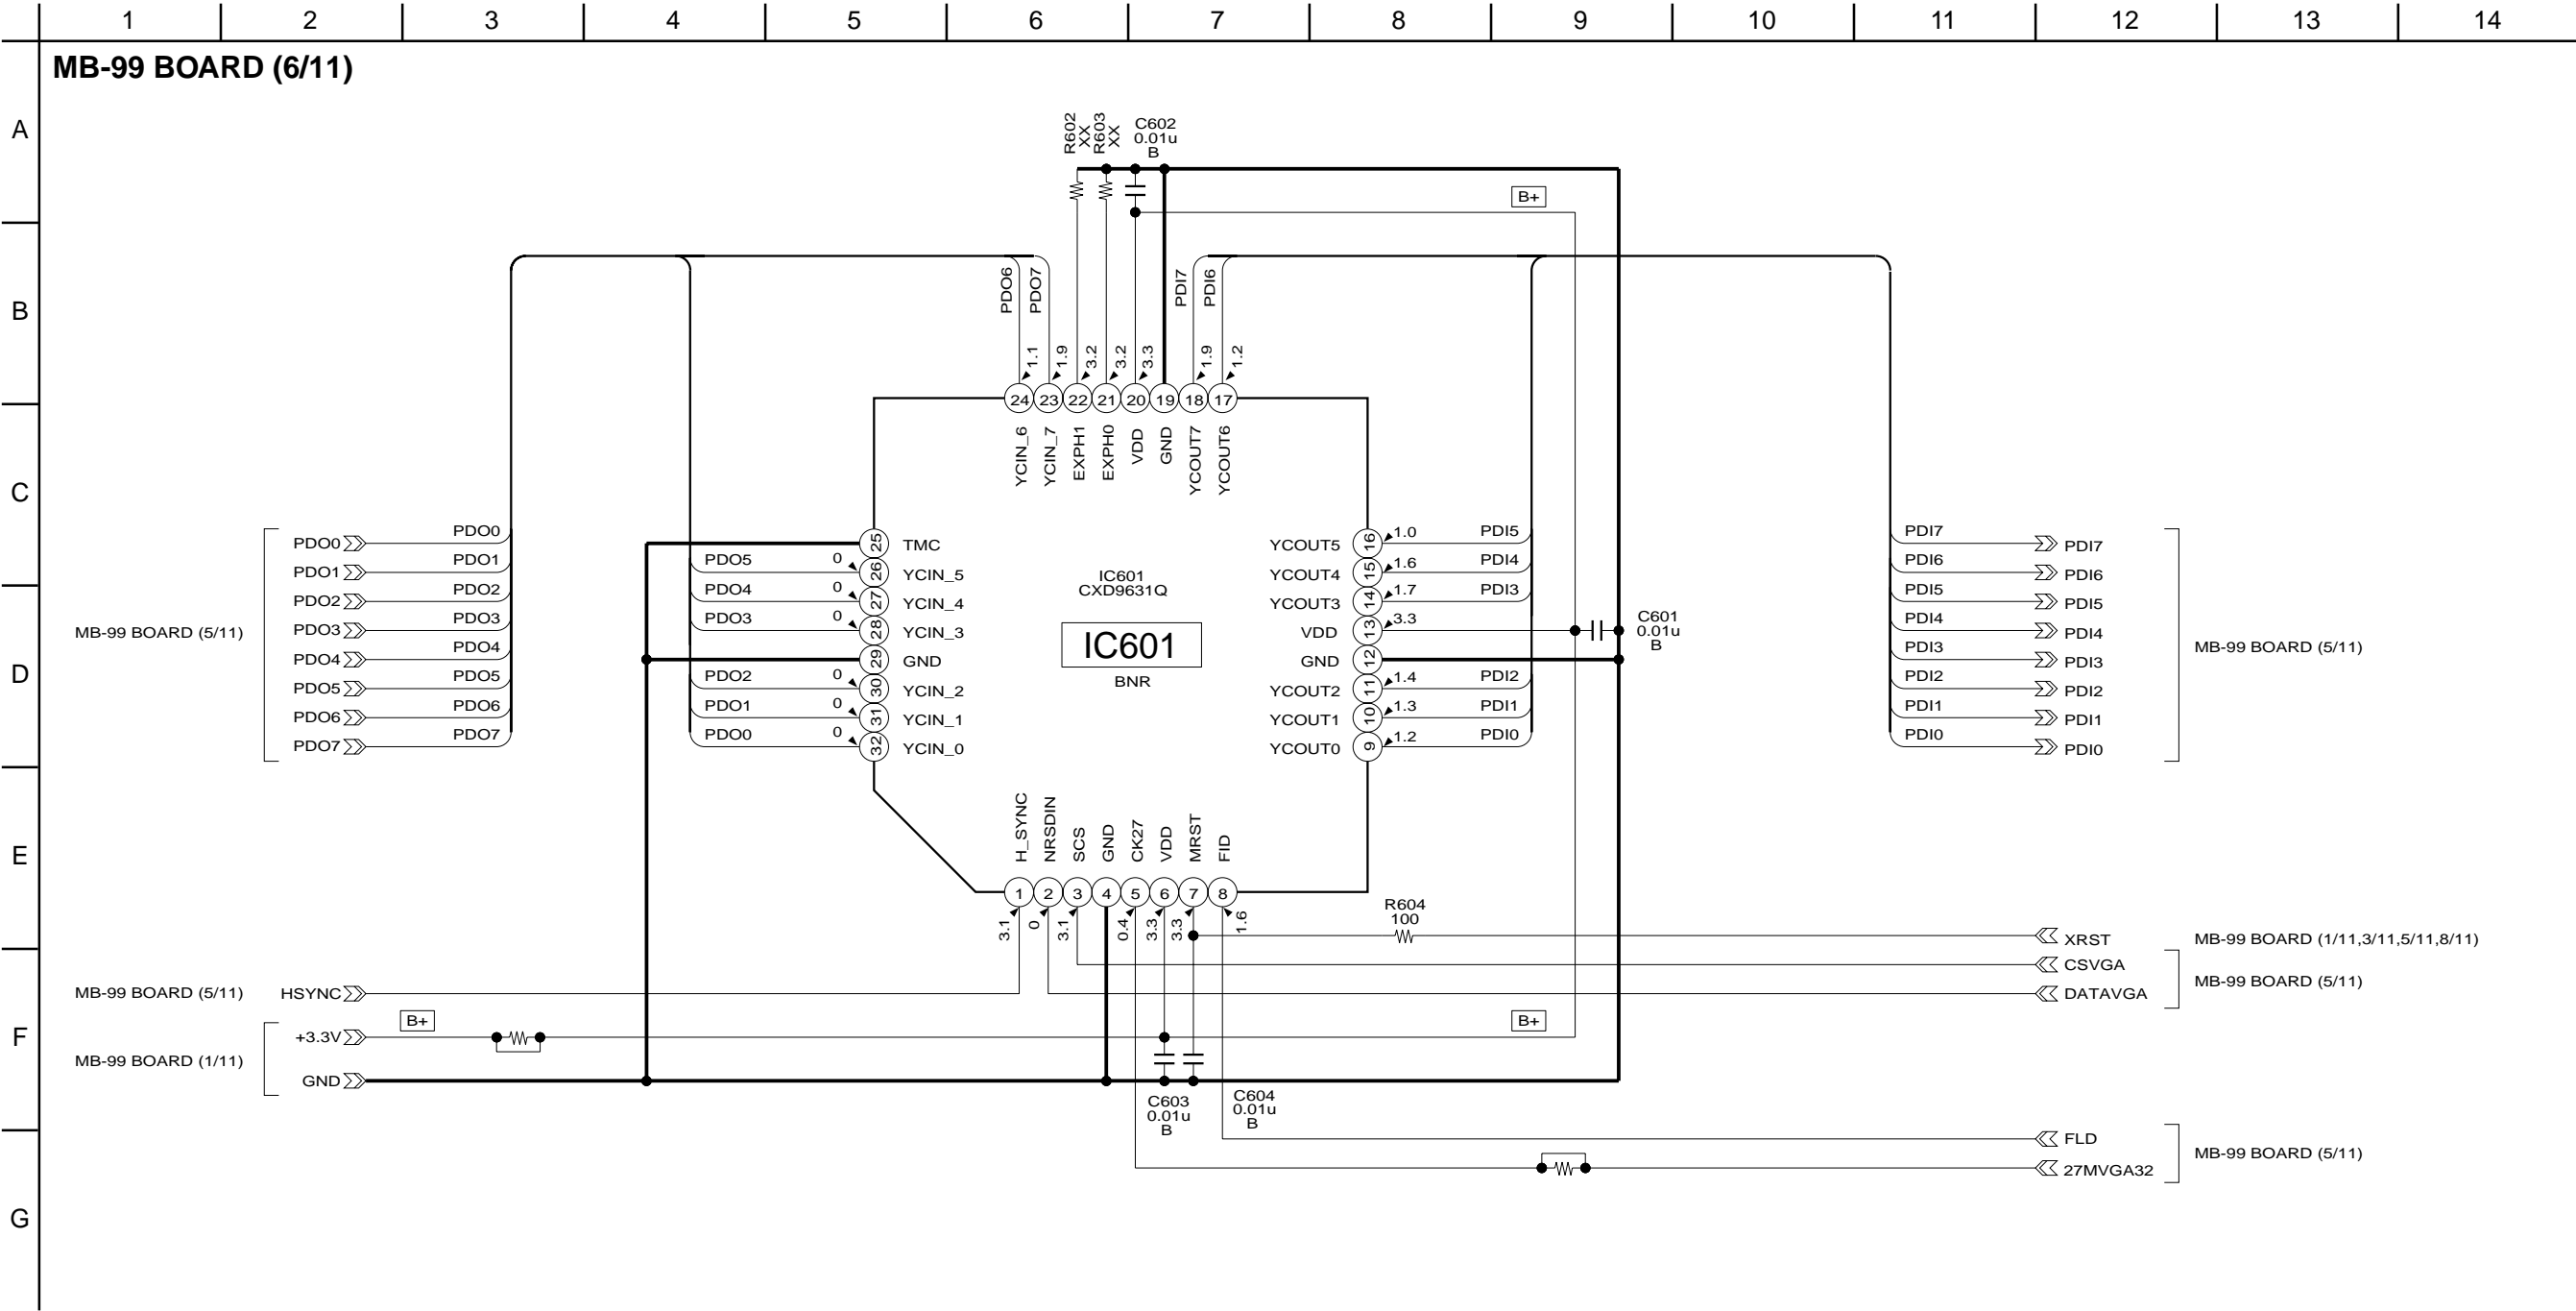 1 2 3 4 5 6 7 8 9 10 11 12 13 14
MB-99 BOARD (6/11)
A
B
C
D
E
F
G
R602
XX
R603
XX
C602
0.01u
B
B+
PDO6
PDO7
PDI7
PDI6
1.1
1.9
3.2
3.2
3.3
1.9
1.2
24 23 22 21 20 19 18 17
YCIN_6
YCIN_7
EXPH1
EXPH0
VDD
GND
YCOUT7
YCOUT6
MB-99 BOARD (5/11)
PDO0 PDO0
PDO1 PDO1
PDO2 PDO2
PDO3 PDO3
PDO4 PDO4
PDO5 PDO5
PDO6 PDO6
PDO7 PDO7
25 TMC
PDO5 0 26 YCIN_5
PDO4 0 27 YCIN_4
PDO3 0 28 YCIN_3
29 GND
PDO2 0 30 YCIN_2
PDO1 0 31 YCIN_1
PDO0 0 32 YCIN_0
IC601
CXD9631Q
IC601
BNR
YCOUT5 16 1.0 PDI5
YCOUT4 15 1.6 PDI4
YCOUT3 14 1.7 PDI3
VDD 13 3.3
GND 12
YCOUT2 11 1.4 PDI2
YCOUT1 10 1.3 PDI1
YCOUT0 9 1.2 PDI0
C601
0.01u
B
PDI7 PDI7
PDI6 PDI6
PDI5 PDI5
PDI4 PDI4
PDI3 PDI3
PDI2 PDI2
PDI1 PDI1
PDI0 PDI0
MB-99 BOARD (5/11)
H_SYNC
NRSDIN
SCS
GND
CK27
VDD
MRST
FID
1 2 3 4 5 6 7 8
3.1
0
3.1
0.4
3.3
3.3
1.6
R604
100
XRST MB-99 BOARD (1/11,3/11,5/11,8/11)
CSVGA
DATAVGA
MB-99 BOARD (5/11)
MB-99 BOARD (5/11) HSYNC
B+
B+
+3.3V
MB-99 BOARD (1/11)
GND
C603
0.01u
B
C604
0.01u
B
FLD
27MVGA32
MB-99 BOARD (5/11)